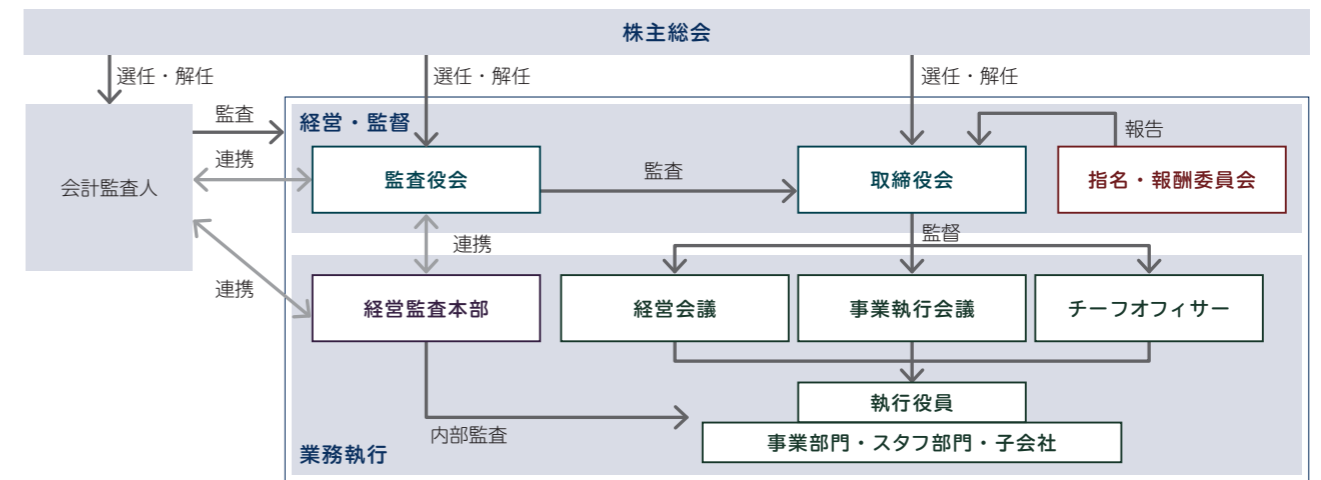 株主総会
選任・解任
選任・解任
選任・解任
監査
経営・監督
報告
連携
会計監査人
監査役会
監査
取締役会
指名・報酬委員会
連携
監督
連携
経営監査本部
経営会議
事業執行会議
チーフオフィサー
執行役員
内部監査
事業部門・スタフ部門・子会社
業務執行